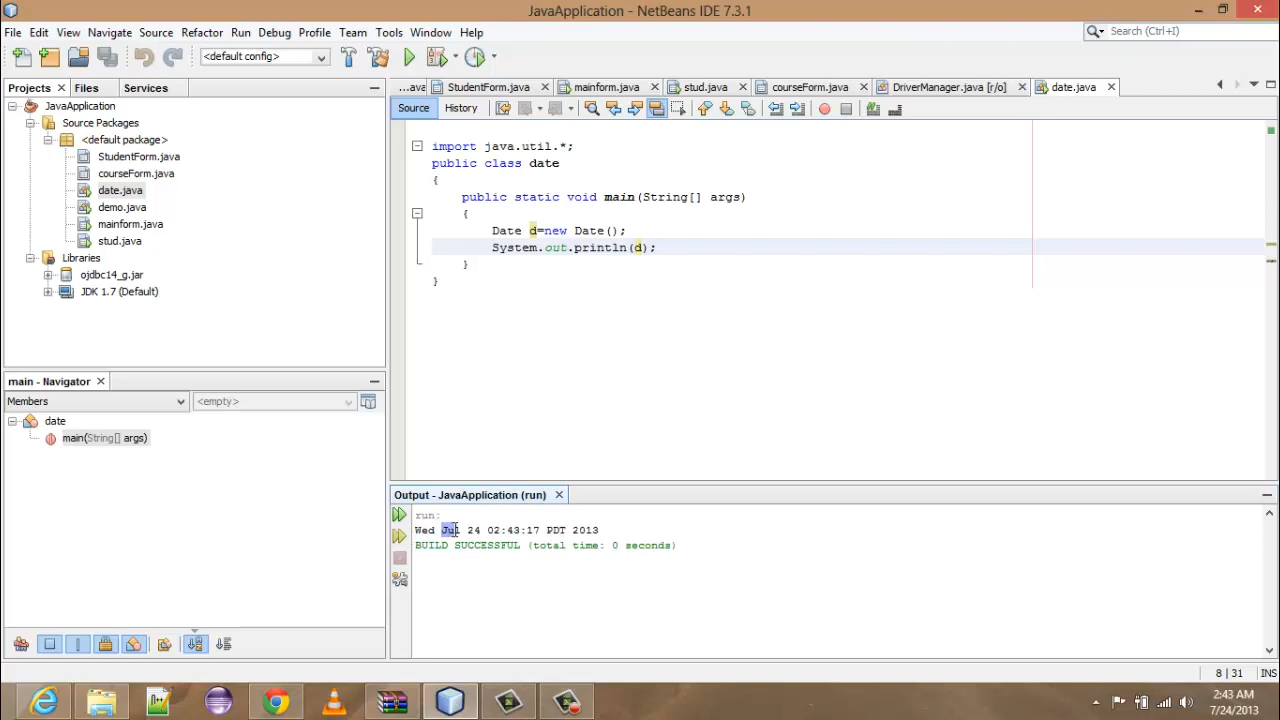 JavaApplication - NetBeans IDE 7.3.1
File Edit View Navigate Source Refactor Run Debug Profile Team Tools Window Help
Search (Ctrl+I)
<default config>
Projects Files Services
...ava StudentForm.java mainform.java stud.java courseForm.java DriverManager.java [r/o] date.java
Source History
JavaApplication
Source Packages
<default package>
StudentForm.java
courseForm.java
date.java
demo.java
mainform.java
stud.java
Libraries
ojdbc14_g.jar
JDK 1.7 (Default)
import java.util.*;
public class date
{
public static void main(String[] args)
{
Date d=new Date();
System.out.println(d);
}
}
main - Navigator
Members <empty>
date
main(String[] args)
Output - JavaApplication (run)
run:
Wed Jul 24 02:43:17 PDT 2013
BUILD SUCCESSFUL (total time: 0 seconds)
8 | 31 INS
2:43 AM
7/24/2013